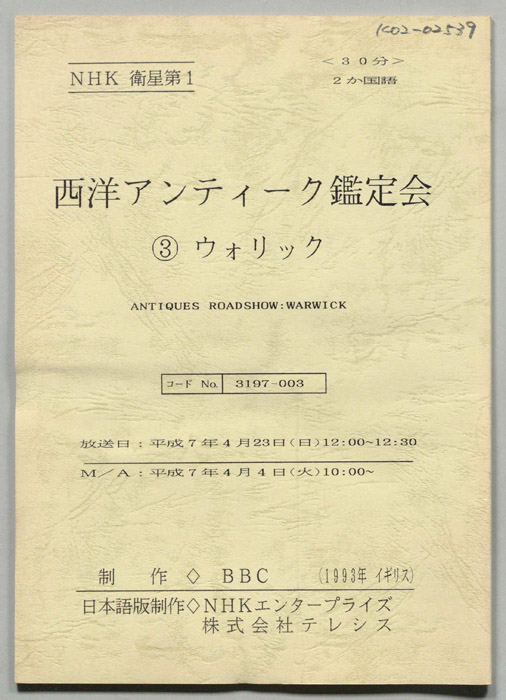 K02-02539
NHK 衛星第1
<30分>
2か国語
西洋アンティーク鑑定会
③ ウォリック
ANTIQUES ROADSHOW:WARWICK
コード No. 3197-003
放送日:平成7年4月23日(日)12:00~12:30
M/A:平成7年4月4日(火)10:00~
制 作◇ BBC (1993年 イギリス)
日本語版制作◇NHKエンタープライズ
株式会社テレシス